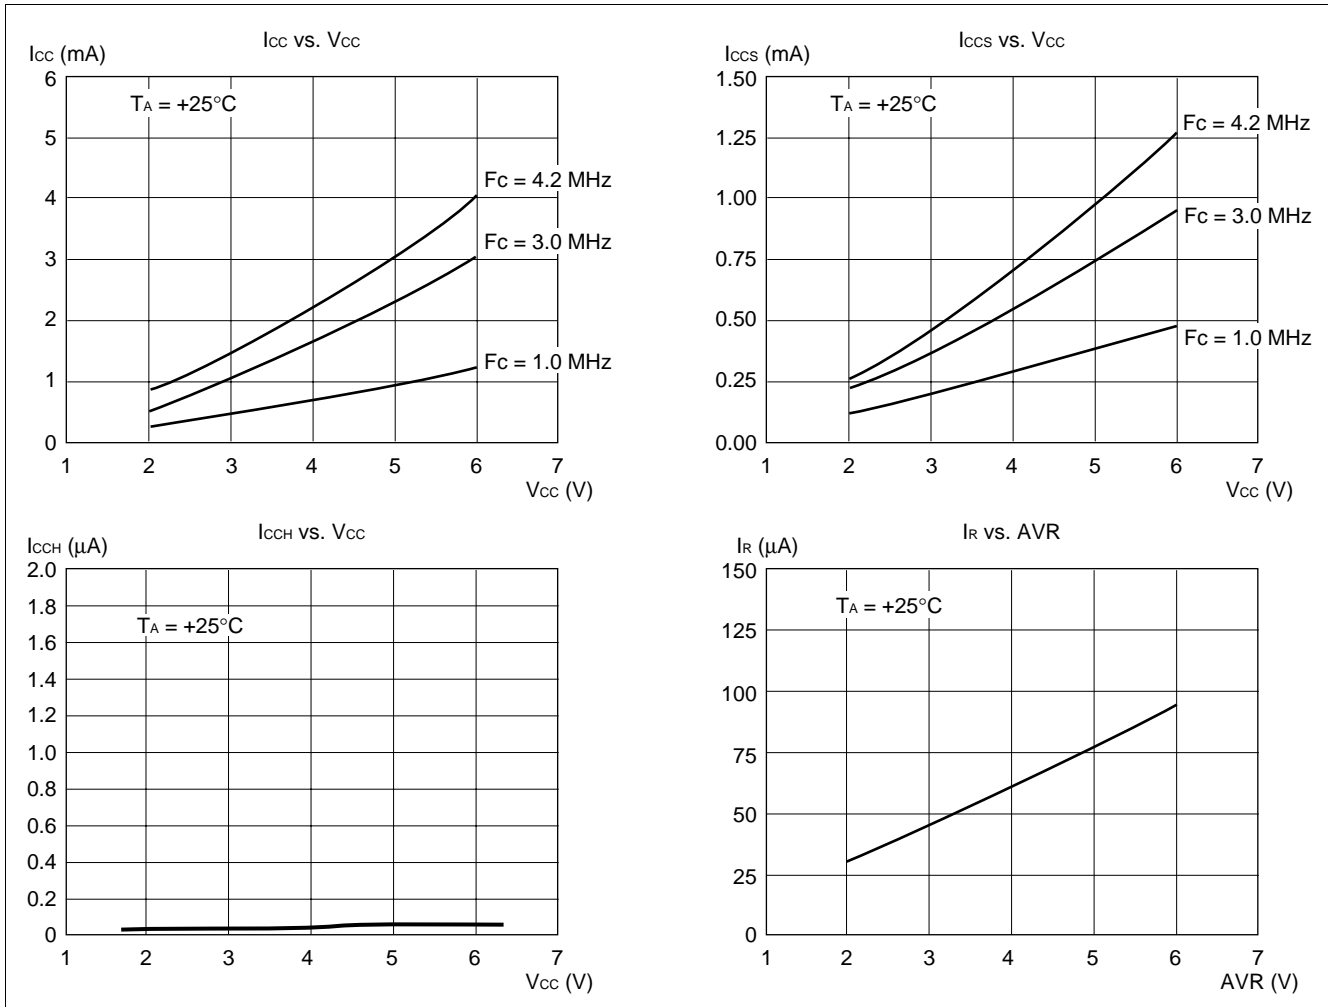 ICC vs. VCC
ICC (mA)
6
5
4
3
2
1
0
TA = +25°C
FC = 4.2 MHz
FC = 3.0 MHz
FC = 1.0 MHz
1 2 3 4 5 6 7
VCC (V)
ICCS vs. VCC
ICCS (mA)
1.50
1.25
1.00
0.75
0.50
0.25
0.00
TA = +25°C
FC = 4.2 MHz
FC = 3.0 MHz
FC = 1.0 MHz
1 2 3 4 5 6 7
VCC (V)
ICCH vs. VCC
ICCH (µA)
2.0
1.8
1.6
1.4
1.2
1.0
0.8
0.6
0.4
0.2
0
TA = +25°C
1 2 3 4 5 6 7
VCC (V)
IR vs. AVR
IR (µA)
150
125
100
75
50
25
0
TA = +25°C
1 2 3 4 5 6 7
AVR (V)